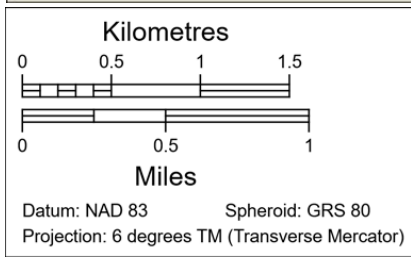 Kilometres
0 0.5 1 1.5
0 0.5 1
Miles
Datum: NAD 83 Spheroid: GRS 80
Projection: 6 degrees TM (Transverse Mercator)